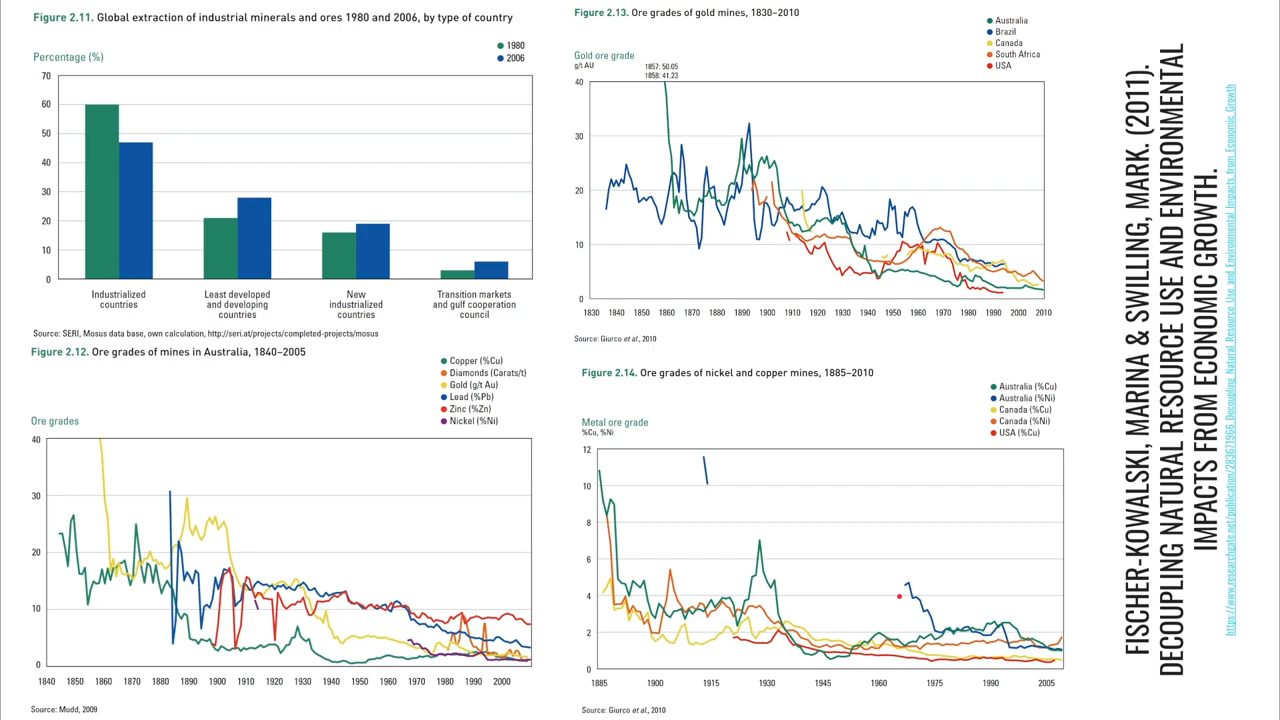 Figure 2.11. Global extraction of industrial minerals and ores 1980 and 2006, by type of country
1980
2006
Percentage (%)
70
60
50
40
30
20
10
0
Industrialized
countries
Least developed
and developing
countries
New
industrialized
countries
Transition markets
and gulf cooperation
council
Source: SERI, Mosus data base, own calculation, http://seri.at/projects/completed-projects/mosus
Figure 2.12. Ore grades of mines in Australia, 1840–2005
Copper (%Cu)
Diamonds (Carats/t)
Gold (g/t Au)
Lead (%Pb)
Zinc (%Zn)
Nickel (%Ni)
Ore grades
40
30
20
10
0
1840 1850 1860 1870 1880 1890 1900 1910 1920 1930 1940 1950 1960 1970 1980 1990 2000
Source: Mudd, 2009
Figure 2.13. Ore grades of gold mines, 1830–2010
Australia
Brazil
Canada
South Africa
USA
Gold ore grade
g/t AU
1857: 50.05
1858: 41.23
40
30
20
10
0
1830 1840 1850 1860 1870 1880 1890 1900 1910 1920 1930 1940 1950 1960 1970 1980 1990 2000 2010
Source: Giurco et al., 2010
Figure 2.14. Ore grades of nickel and copper mines, 1885–2010
Australia (%Cu)
Australia (%Ni)
Canada (%Cu)
Canada (%Ni)
USA (%Cu)
Metal ore grade
%Cu, %Ni
12
10
8
6
4
2
0
1885 1900 1915 1930 1945 1960 1975 1990 2005
Source: Giurco et al., 2010
FISCHER-KOWALSKI, MARINA & SWILLING, MARK. (2011).
DECOUPLING NATURAL RESOURCE USE AND ENVIRONMENTAL
IMPACTS FROM ECONOMIC GROWTH.
https://www.researchgate.net/publication/283671966_Decoupling_Natural_Resource_Use_and_Environmental_Impacts_from_Economic_Growth